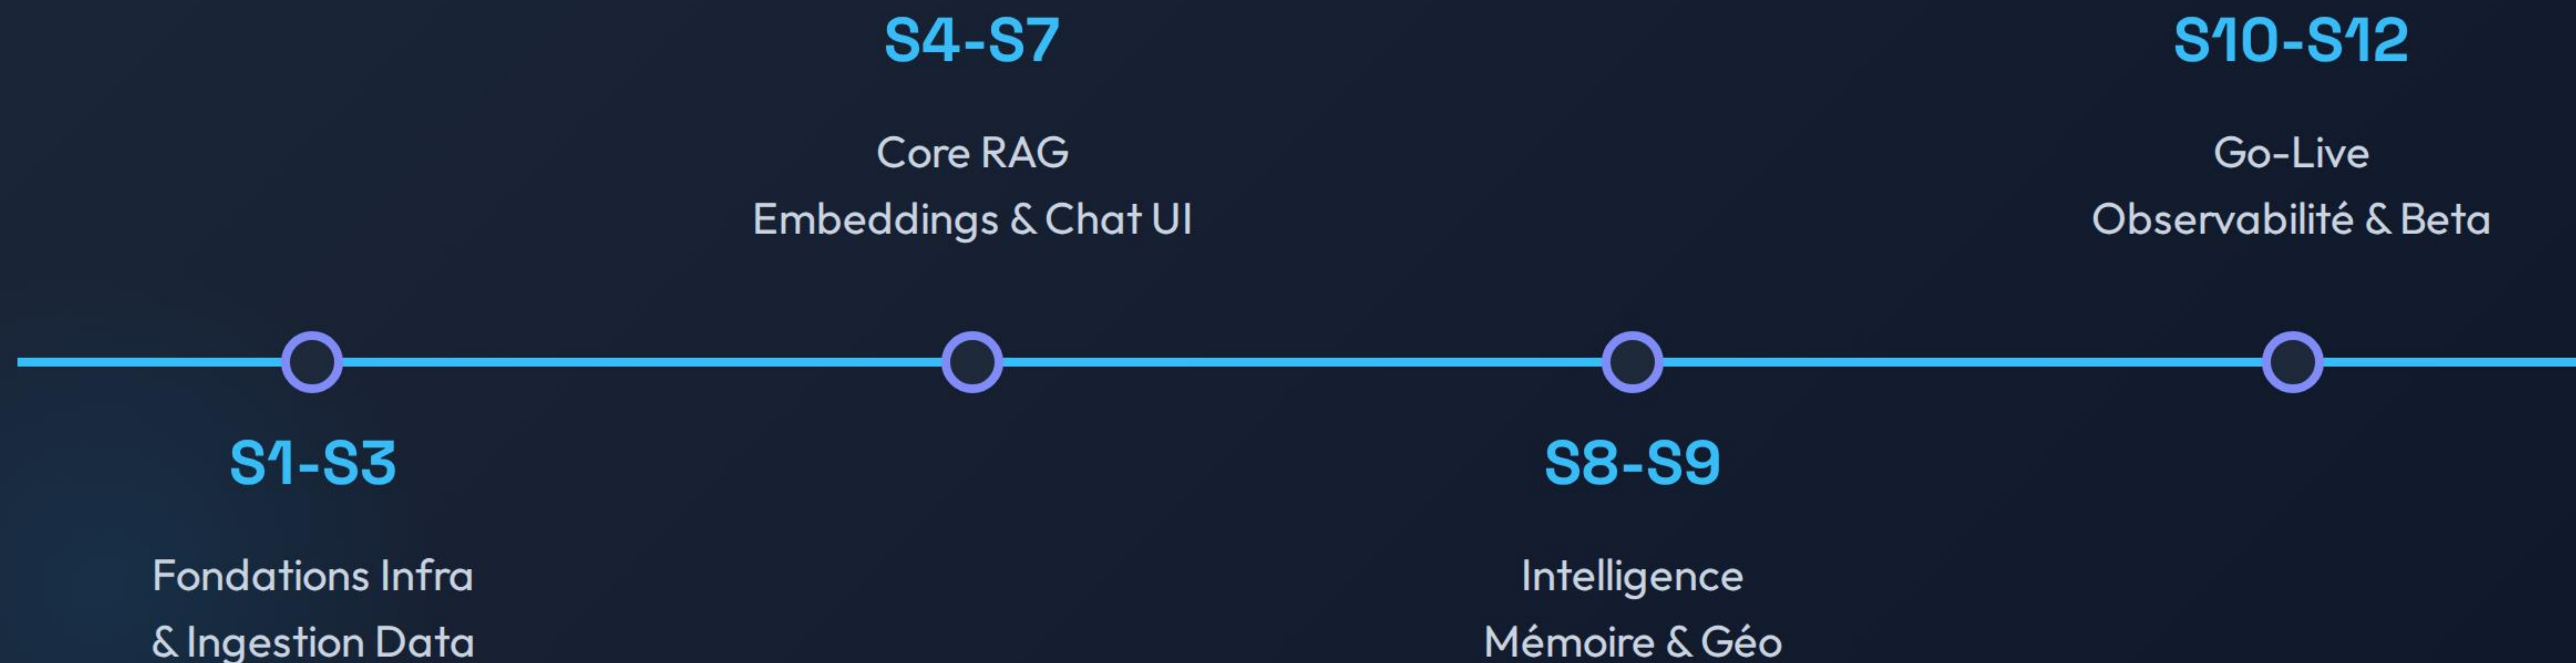 S1-S3
Fondations Infra
& Ingestion Data
S4-S7
Core RAG
Embeddings & Chat UI
S8-S9
Intelligence
Mémoire & Géo
S10-S12
Go-Live
Observabilité & Beta